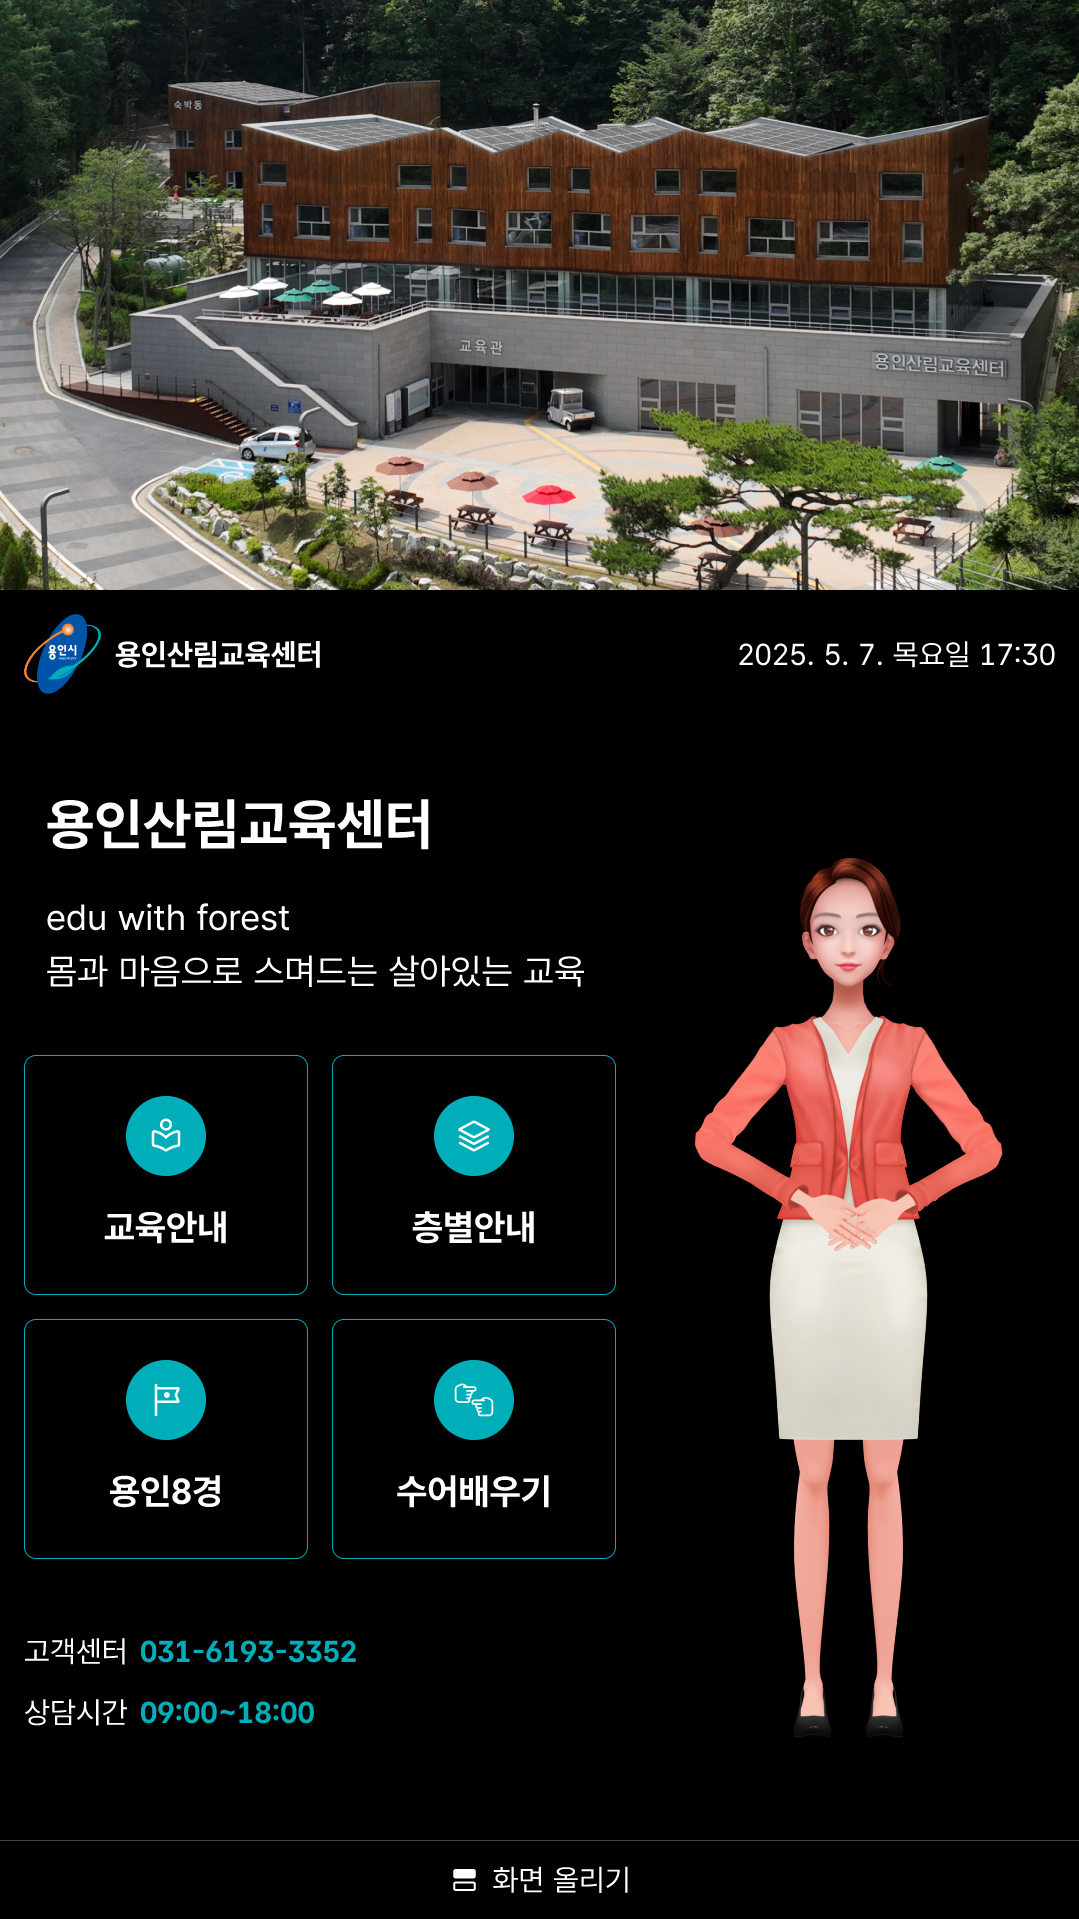 숙박동
교육관
용인산림교육센터
용인시
용인산림교육센터
2025. 5. 7. 목요일 17:30
용인산림교육센터
edu with forest
몸과 마음으로 스며드는 살아있는 교육
교육안내
층별안내
용인8경
수어배우기
고객센터 031-6193-3352
상담시간 09:00~18:00
화면 올리기